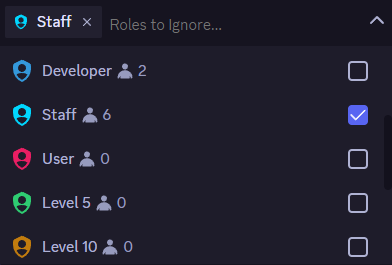 Staff × Roles to Ignore...
Developer 2
Staff 6
User 0
Level 5 0
Level 10 0